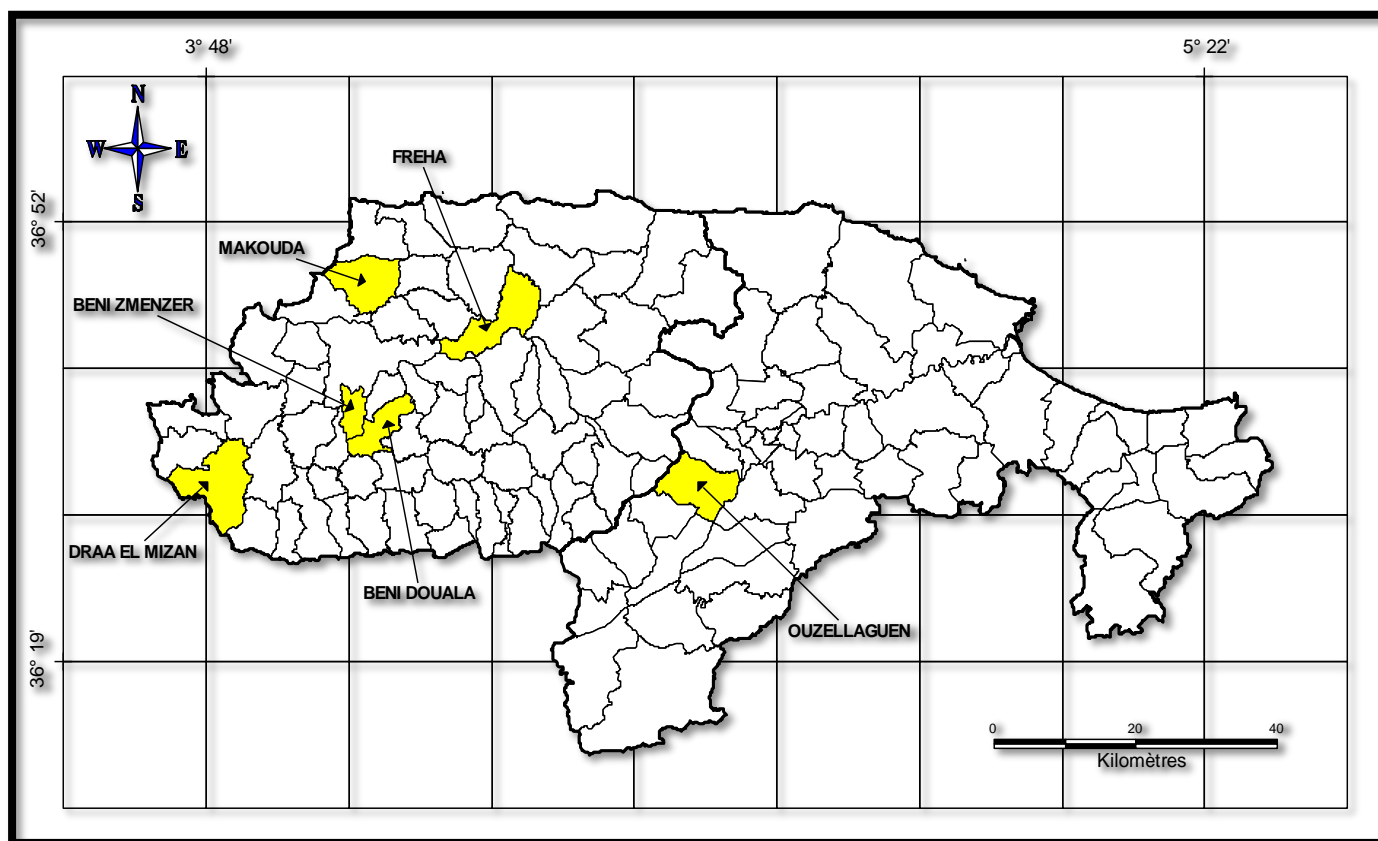 3° 48'
5° 22'
N
W E
S
36° 52'
FREHA
MAKOUDA
BENI ZMENZER
DRAA EL MIZAN
BENI DOUALA
OUZELLAGUEN
36° 19'
0 20 40
Kilomètres